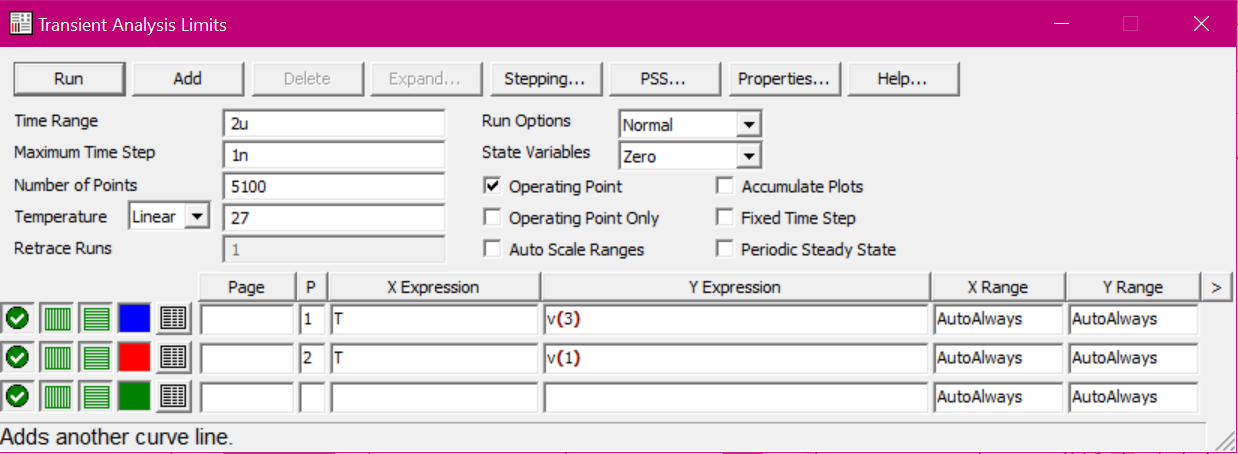 Transient Analysis Limits
Run Add Delete Expand... Stepping... PSS... Properties... Help...
Time Range 2u Run Options Normal
Maximum Time Step 1n State Variables Zero
Number of Points 5100 Operating Point Accumulate Plots
Temperature Linear 27 Operating Point Only Fixed Time Step
Retrace Runs 1 Auto Scale Ranges Periodic Steady State
Page P X Expression Y Expression X Range Y Range >
1 T v(3) AutoAlways AutoAlways
2 T v(1) AutoAlways AutoAlways
AutoAlways AutoAlways
Adds another curve line.